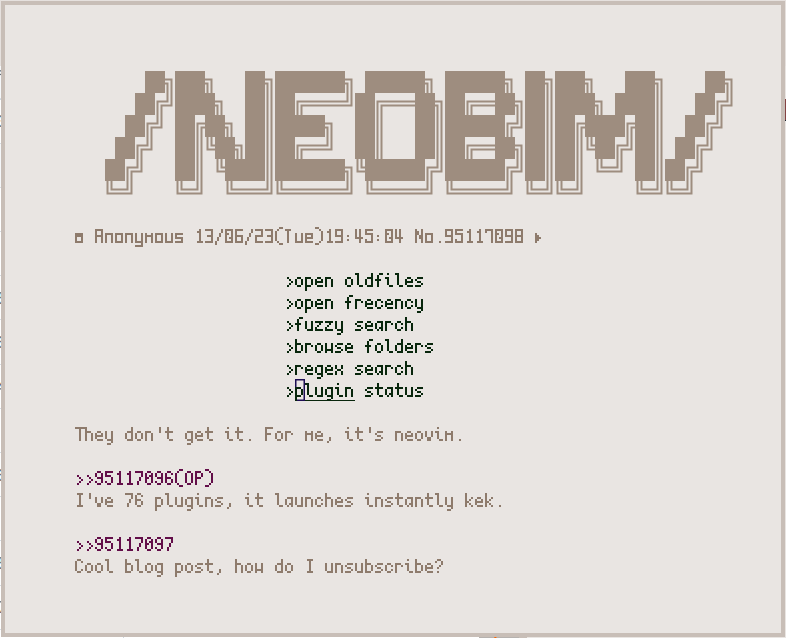 /NEOBIM/
Anonymous 13/06/23(Tue)19:45:04 No.95117098
>open oldfiles
>open frecency
>fuzzy search
>browse folders
>regex search
>plugin status
They don't get it. For me, it's neovim.
>>95117096(OP)
I've 76 plugins, it launches instantly kek.
>>95117097
Cool blog post, how do I unsubscribe?